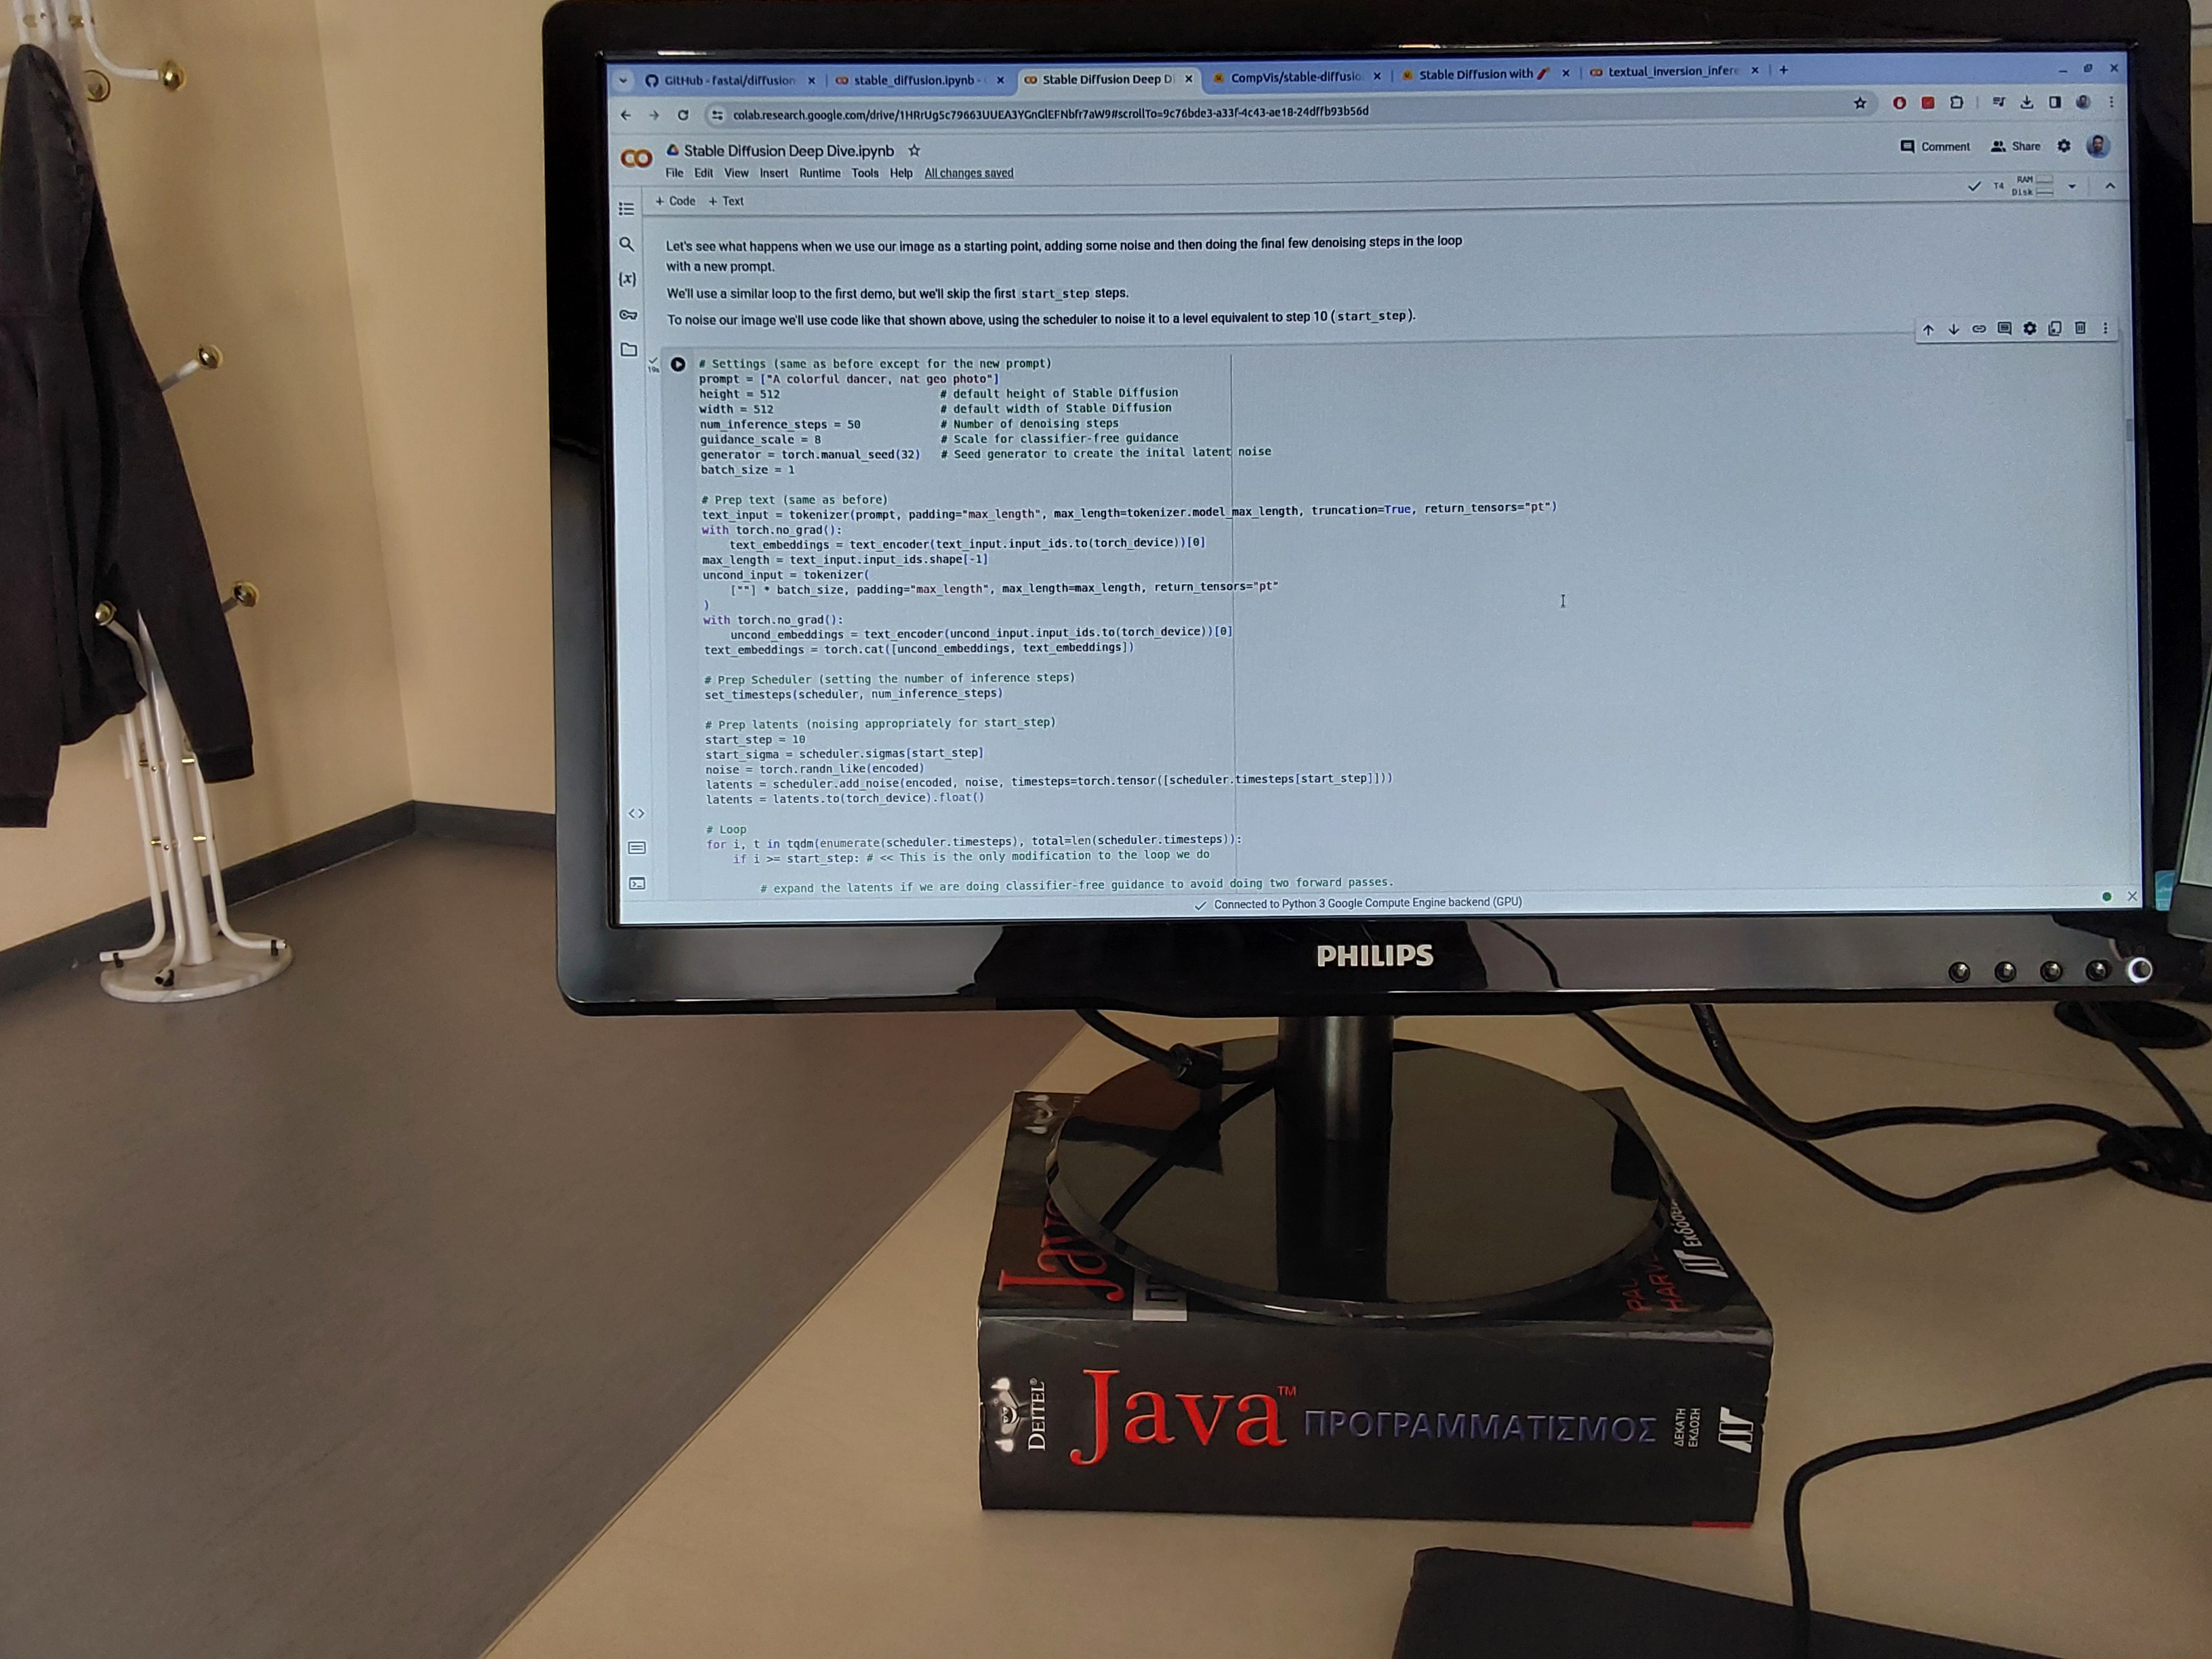 GitHub - fastai/diffusion
stable_diffusion.ipynb -
Stable Diffusion Deep D
CompVis/stable-diffusio
Stable Diffusion with
textual_inversion_infere
colab.research.google.com/drive/1HRrUg5c79663UUEA3YGnGlEFNbfr7aW9#scrollTo=9c76bde3-a33f-4c43-ae18-24dffb93b56d
CO
Stable Diffusion Deep Dive.ipynb
Comment
Share
File Edit View Insert Runtime Tools Help All changes saved
+ Code + Text
T4
RAM
Disk
Let's see what happens when we use our image as a starting point, adding some noise and then doing the final few denoising steps in the loop
with a new prompt.
We'll use a similar loop to the first demo, but we'll skip the first start_step steps.
To noise our image we'll use code like that shown above, using the scheduler to noise it to a level equivalent to step 10 (start_step).
19s
# Settings (same as before except for the new prompt)
prompt = ["A colorful dancer, nat geo photo"]
height = 512 # default height of Stable Diffusion
width = 512 # default width of Stable Diffusion
num_inference_steps = 50 # Number of denoising steps
guidance_scale = 8 # Scale for classifier-free guidance
generator = torch.manual_seed(32) # Seed generator to create the inital latent noise
batch_size = 1
# Prep text (same as before)
text_input = tokenizer(prompt, padding="max_length", max_length=tokenizer.model_max_length, truncation=True, return_tensors="pt")
with torch.no_grad():
text_embeddings = text_encoder(text_input.input_ids.to(torch_device))[0]
max_length = text_input.input_ids.shape[-1]
uncond_input = tokenizer(
[""] * batch_size, padding="max_length", max_length=max_length, return_tensors="pt"
)
with torch.no_grad():
uncond_embeddings = text_encoder(uncond_input.input_ids.to(torch_device))[0]
text_embeddings = torch.cat([uncond_embeddings, text_embeddings])
# Prep Scheduler (setting the number of inference steps)
set_timesteps(scheduler, num_inference_steps)
# Prep latents (noising appropriately for start_step)
start_step = 10
start_sigma = scheduler.sigmas[start_step]
noise = torch.randn_like(encoded)
latents = scheduler.add_noise(encoded, noise, timesteps=torch.tensor([scheduler.timesteps[start_step]]))
latents = latents.to(torch_device).float()
# Loop
for i, t in tqdm(enumerate(scheduler.timesteps), total=len(scheduler.timesteps)):
if i >= start_step: # << This is the only modification to the loop we do
# expand the latents if we are doing classifier-free guidance to avoid doing two forward passes.
Connected to Python 3 Google Compute Engine backend (GPU)
PHILIPS
Java
PAUL
HARV
Εκδόσει
DEITEL®
Java™ ΠΡΟΓΡΑΜΜΑΤΙΣΜΟΣ
ΔΕΚΑΤΗ
ΕΚΔΟΣΗ